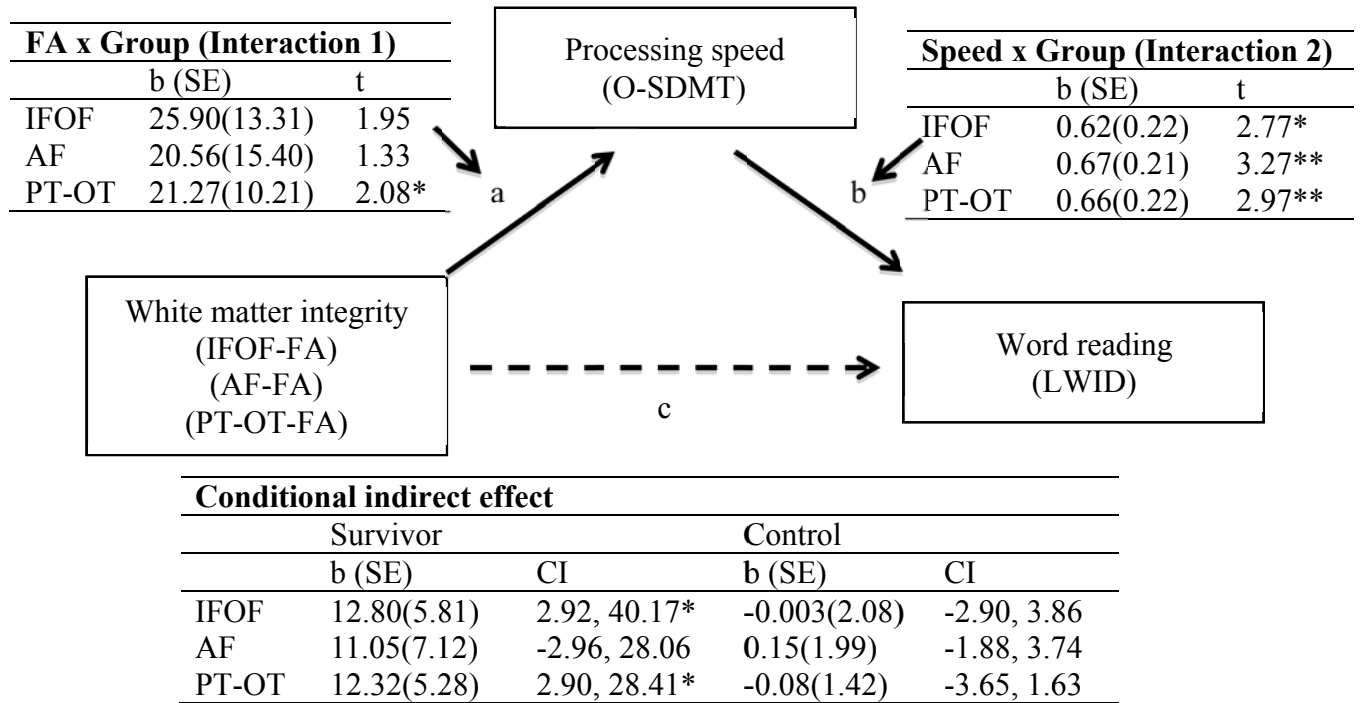 FA x Group (Interaction 1)
b (SE) t
IFOF 25.90(13.31) 1.95
AF 20.56(15.40) 1.33
PT-OT 21.27(10.21) 2.08*
Processing speed
(O-SDMT)
Speed x Group (Interaction 2)
b (SE) t
IFOF 0.62(0.22) 2.77*
AF 0.67(0.21) 3.27**
PT-OT 0.66(0.22) 2.97**
a
b
White matter integrity
(IFOF-FA)
(AF-FA)
(PT-OT-FA)
c
Word reading
(LWID)
Conditional indirect effect
Survivor Control
b (SE) CI b (SE) CI
IFOF 12.80(5.81) 2.92, 40.17* -0.003(2.08) -2.90, 3.86
AF 11.05(7.12) -2.96, 28.06 0.15(1.99) -1.88, 3.74
PT-OT 12.32(5.28) 2.90, 28.41* -0.08(1.42) -3.65, 1.63